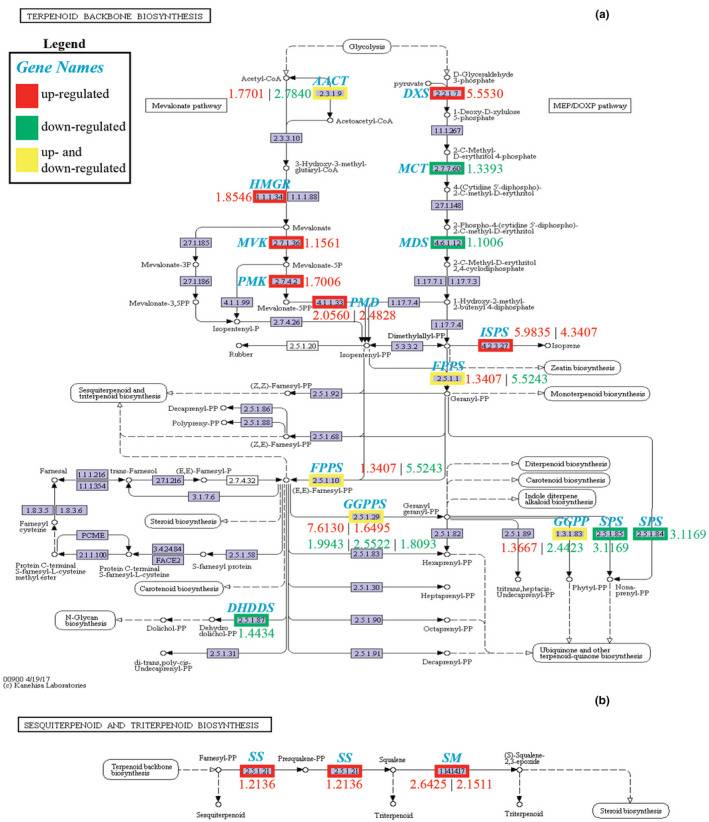 TERPENOID BACKBONE BIOSYNTHESIS
(a)
Legend
Gene Names
up-regulated
down-regulated
up- and
down-regulated
Glycolysis
Acetyl-CoA
AACT
2.3.1.9
1.7701 | 2.7840
Mevalonate pathway
Acetoacetyl-CoA
2.3.3.10
3-Hydroxy-3-methyl-
glutaryl-CoA
HMGR
1.8546
1.1.1.34
1.1.1.88
Mevalonate
2.7.1.185
MVK
2.7.1.36
1.1561
Mevalonate-3P
Mevalonate-5P
2.7.1.186
PMK
2.7.4.2
1.7006
Mevalonate-3,5PP
4.1.1.99
Mevalonate-5PP
4.1.1.33
PMD
2.0560 | 2.4828
2.7.4.26
Isopentenyl-P
pyruvate
D-Glyceraldehyde
3-phosphate
DXS
2.2.1.7
5.5530
1-Deoxy-D-xylulose
5-phosphate
MEP/DOXP pathway
1.1.1.267
2-C-Methyl-
D-erythritol 4-phosphate
MCT
2.7.7.60
1.3393
4-(Cytidine 5'-diphospho)-
2-C-methyl-D-erythritol
2.7.1.148
2-Phospho-4-(cytidine 5'-diphospho)-
2-C-methyl-D-erythritol
MDS
4.6.1.12
1.1006
2-C-Methyl-D-erythritol
2,4-cyclodiphosphate
1.17.7.1
1.17.7.3
1-Hydroxy-2-methyl-
2-butenyl 4-diphosphate
1.17.7.4
1.17.7.4
Rubber
2.5.1.20
Isopentenyl-PP
5.3.3.2
Dimethylallyl-PP
ISPS
4.2.3.27
5.9835 | 4.3407
Isoprene
Zeatin biosynthesis
FPPS
2.5.1.1
1.3407 | 5.5243
Geranyl-PP
Monoterpenoid biosynthesis
Sesquiterpenoid and
triterpenoid biosynthesis
(Z,Z)-Farnesyl-PP
2.5.1.92
Decaprenyl-PP
2.5.1.86
Polyprenyl-PP
2.5.1.88
(Z,E)-Farnesyl-PP
2.5.1.68
Farnesal
1.1.1.216
1.1.1.354
trans-Farnesol
2.7.1.216
(E,E)-Farnesyl-P
2.7.4.32
3.1.7.6
FPPS
2.5.1.10
1.3407 | 5.5243
(E,E)-Farnesyl-PP
1.8.3.5
1.8.3.6
Farnesyl cysteine
Steroid biosynthesis
PCME
2.1.1.100
Protein C-terminal
S-farnesyl-L-cysteine
methyl ester
3.4.24.84
FACE2
Protein C-terminal
S-farnesyl-L-cysteine
S-farnesyl protein
2.5.1.58
Carotenoid biosynthesis
GGPPS
2.5.1.29
7.6130 | 1.6495
1.9943 | 2.5522 | 1.8093
2.5.1.83
Geranyl
geranyl-PP
Diterpenoid biosynthesis
Carotenoid biosynthesis
Indole diterpene
alkaloid biosynthesis
2.5.1.82
2.5.1.89
GGPP
1.3.1.83
1.3667 | 2.4423
SPS
2.5.1.85
3.1169
SPS
2.5.1.84
3.1169
Hexaprenyl-PP
tritrans,heptacis-
Undecaprenyl-PP
Phytyl-PP
Nona-
prenyl-PP
2.5.1.30
Heptaprenyl-PP
N-Glycan
biosynthesis
Dolichol-PP
Dehydro
dolichol-PP
DHDDS
2.5.1.87
1.4434
2.5.1.90
Octaprenyl-PP
2.5.1.31
di-trans,poly-cis-
Undecaprenyl-PP
2.5.1.91
Decaprenyl-PP
Ubiquinone and other
terpenoid-quinone biosynthesis
00900 4/19/17
(c) Kanehisa Laboratories
(b)
SESQUITERPENOID AND TRITERPENOID BIOSYNTHESIS
Terpenoid backbone
biosynthesis
Farnesyl-PP
SS
2.5.1.21
1.2136
Presqualene-PP
SS
2.5.1.21
1.2136
Squalene
SM
1.14.14.17
2.6425 | 2.1511
(S)-Squalene-
2,3-epoxide
Sesquiterpenoid
Triterpenoid
Triterpenoid
Steroid biosynthesis